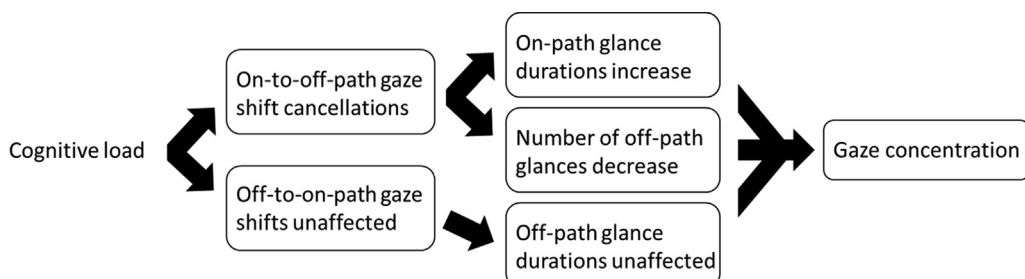 Cognitive load
On-to-off-path gaze
shift cancellations
Off-to-on-path gaze
shifts unaffected
On-path glance
durations increase
Number of off-path
glances decrease
Off-path glance
durations unaffected
Gaze concentration